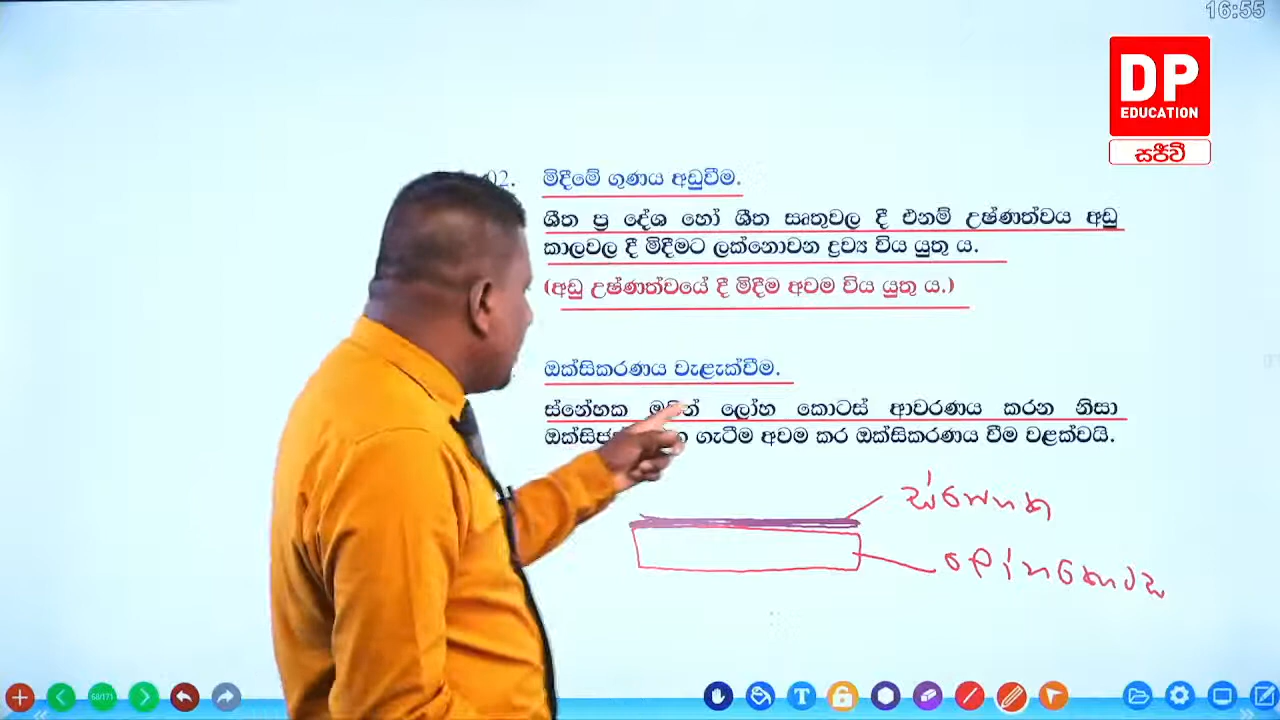 16:55
DP
EDUCATION
සජීවී
02. මිදීමේ ගුණය අඩුවීම.
ශීත ප්‍ර දේශ හෝ ශීත සෘතුවල දී එනම් උෂ්ණත්වය අඩු
කාලවල දී මිදීමට ලක්නොවන ද්‍රව්‍ය විය යුතු ය.
(අඩු උෂ්ණත්වයේ දී මිදීම අවම විය යුතු ය.)
ඔක්සිකරණය වැළැක්වීම.
ස්නේහක ලෝහ කොටස් ආවරණය කරන නිසා
ගැටීම අවම කර ඔක්සිකරණය වීම වළක්වයි.
ස්නේහක
ලෝහ කොටස
68/171